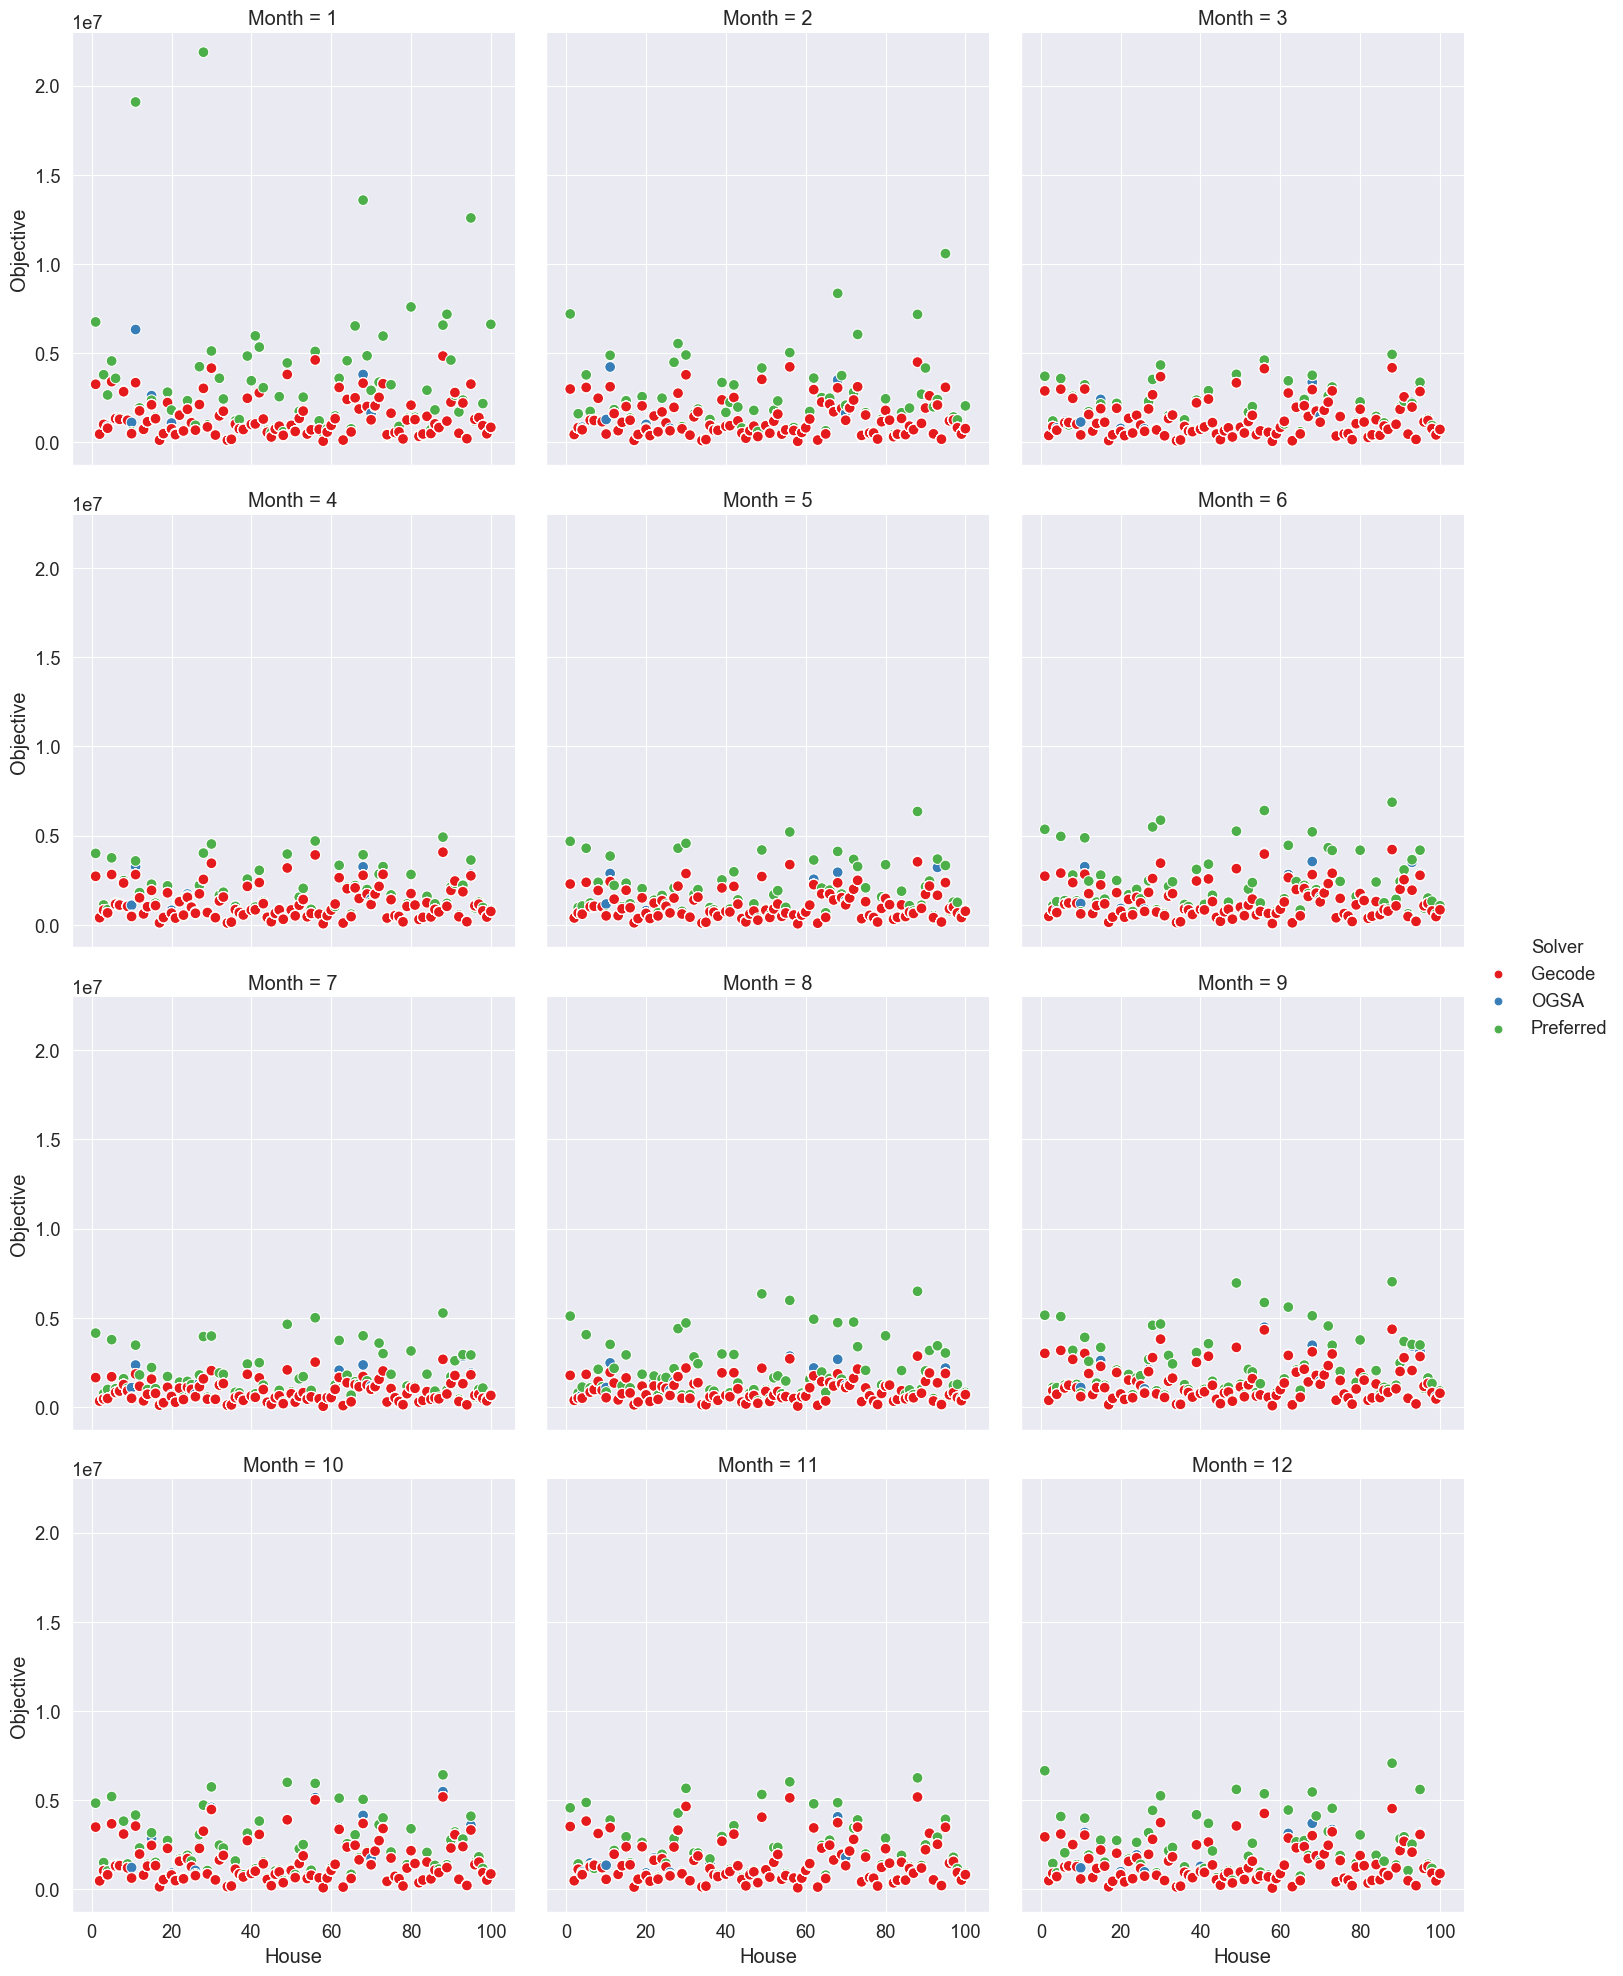 1e7
Month = 1
Month = 2
Month = 3
2.0
1.5
1.0
0.5
0.0
Objective
1e7
Month = 4
Month = 5
Month = 6
2.0
1.5
1.0
0.5
0.0
Objective
Solver
Gecode
OGSA
Preferred
1e7
Month = 7
Month = 8
Month = 9
2.0
1.5
1.0
0.5
0.0
Objective
1e7
Month = 10
Month = 11
Month = 12
2.0
1.5
1.0
0.5
0.0
Objective
0 20 40 60 80 100
0 20 40 60 80 100
0 20 40 60 80 100
House
House
House